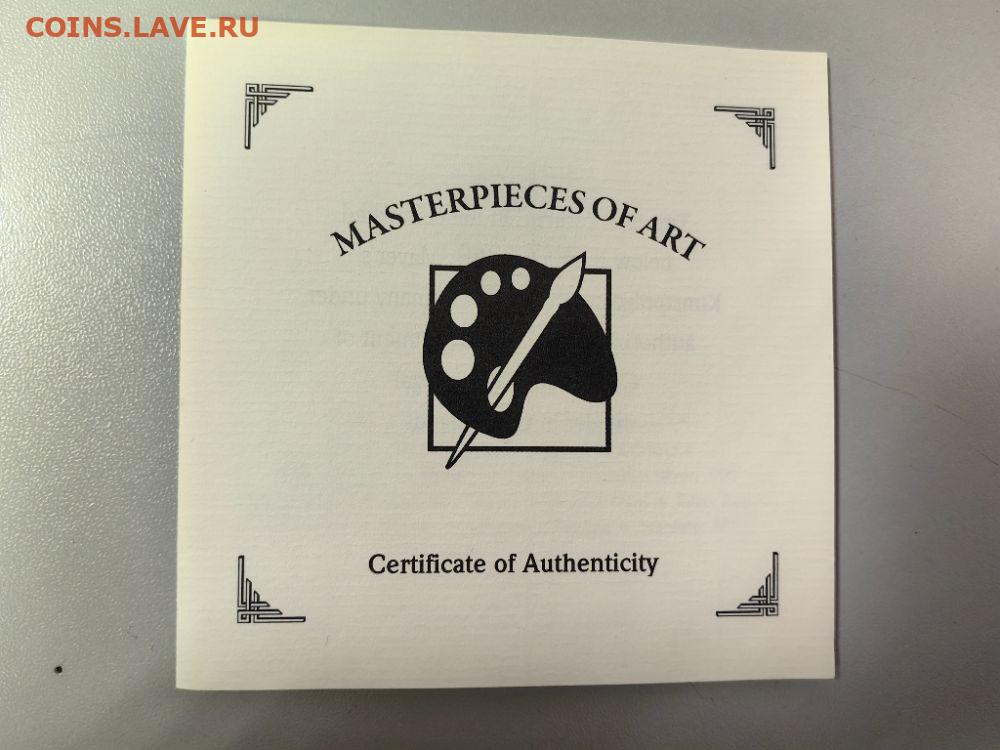 COINS.LAVE.RU
MASTERPIECES OF ART
Certificate of Authenticity